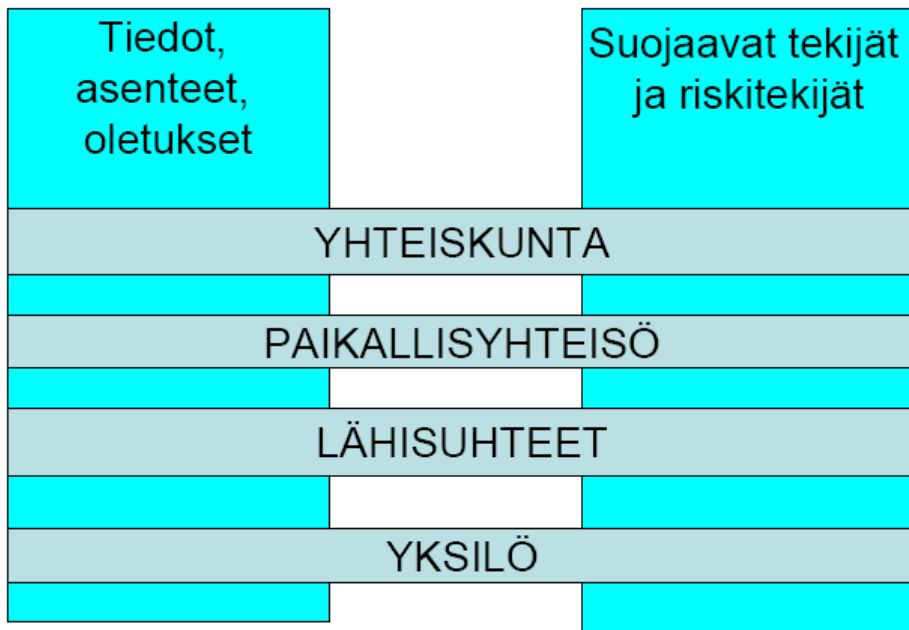 Tiedot,
asenteet,
oletukset
Suojaavat tekijät
ja riskitekijät
YHTEISKUNTA
PAIKALLISYHTEISÖ
LÄHISUHTEET
YKSILÖ